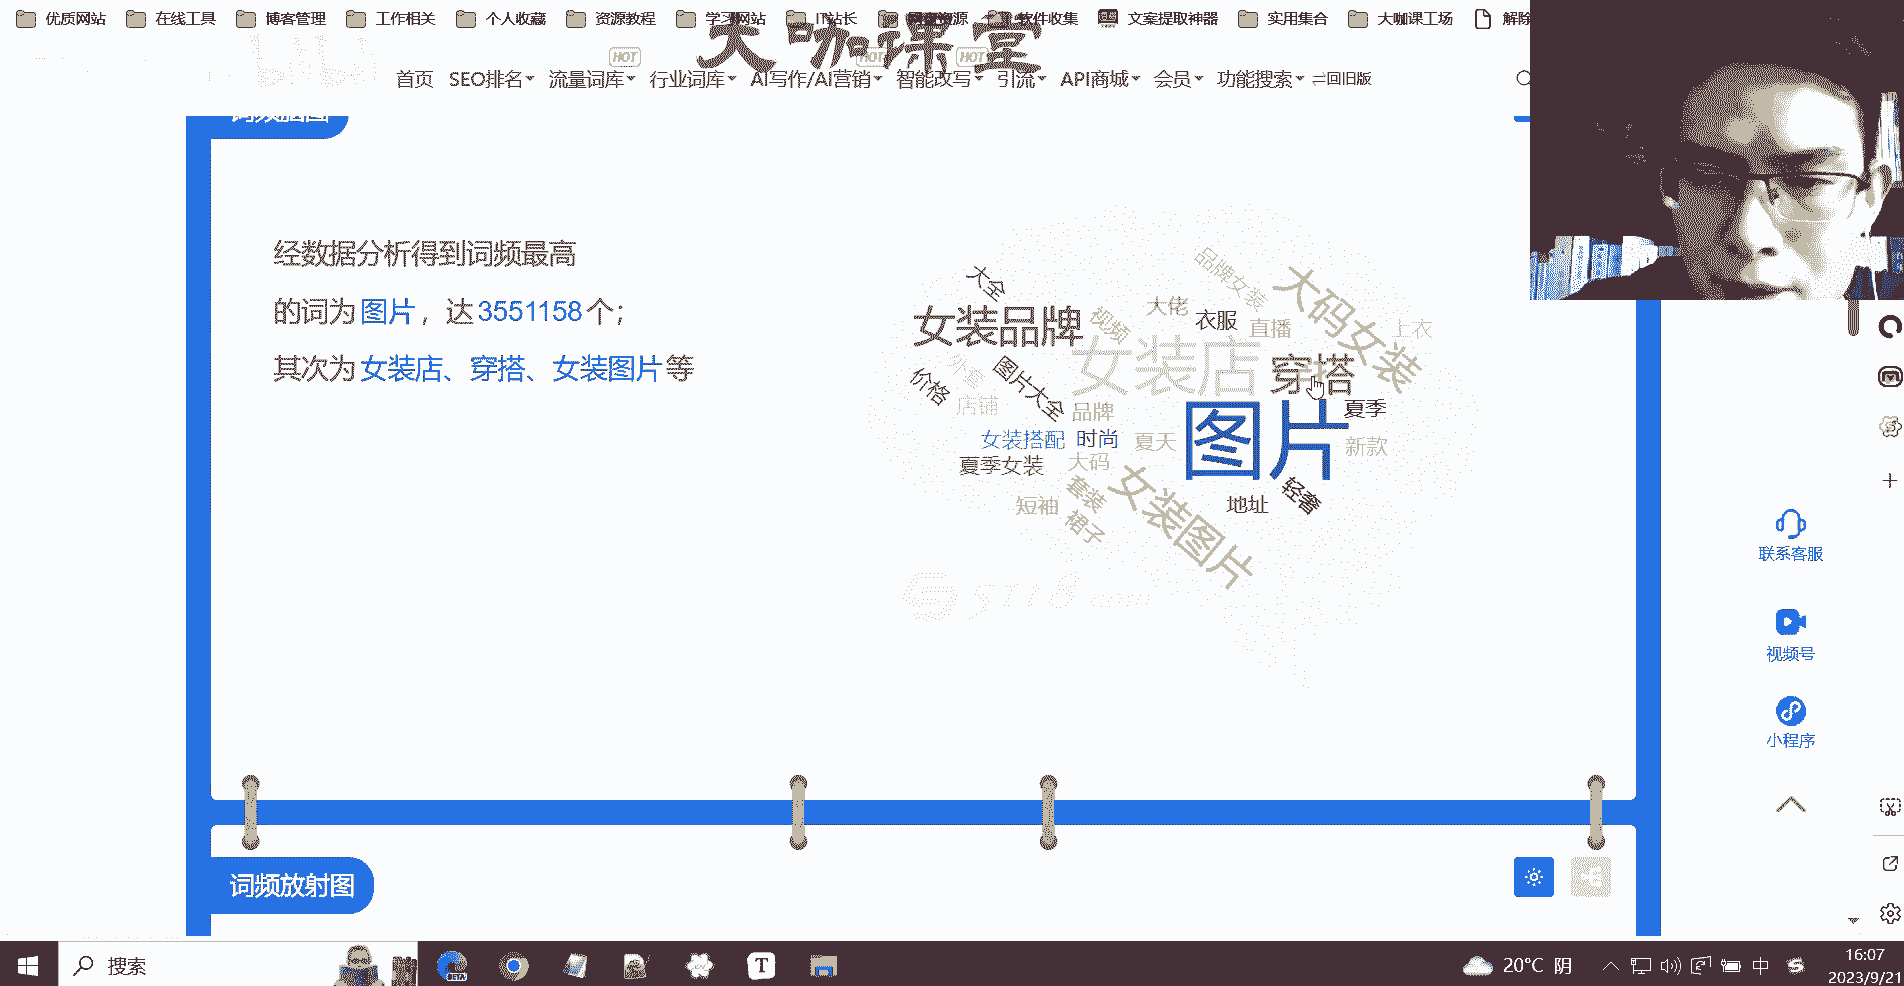 优质网站 在线工具 博客管理 工作相关 个人收藏 资源教程 学习网站 IT站长 软件收集 文案提取神器 实用集合 大咖课工场 解除
大咖课堂
HOT HOT HOT
首页 SEO排名 流量词库 行业词库 AI写作/AI营销 智能改写 引流 API商城 会员 功能搜索 回旧版
词频脑图
经数据分析得到词频最高
的词为图片，达3551158个；
其次为女装店、穿搭、女装图片等
大全
品牌女装
大码女装
女装品牌
视频
大佬
衣服
直播
上衣
女装店
穿搭
外套
图片大全
价格
店铺
品牌
图片
夏季
女装搭配
时尚
夏天
新款
夏季女装
大码
套装
女装图片
轻奢
短袖
裙子
地址
5118.com
联系客服
视频号
小程序
词频放射图
搜索
BETA
T
20°C 阴
中
16:07
2023/9/21